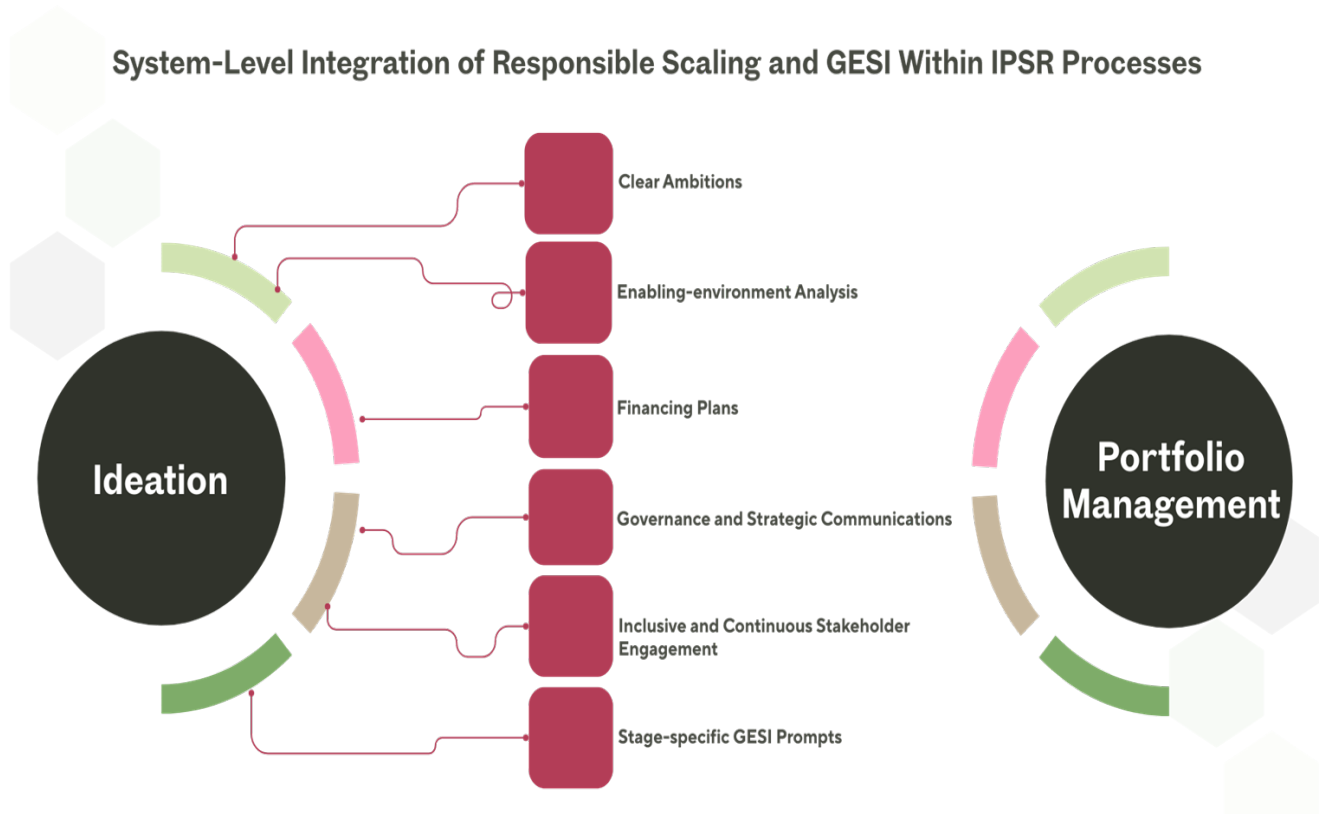 System-Level Integration of Responsible Scaling and GESI Within IPSR Processes
Clear Ambitions
Enabling-environment Analysis
Financing Plans
Governance and Strategic Communications
Inclusive and Continuous Stakeholder
Engagement
Stage-specific GESI Prompts
Ideation
Portfolio
Management